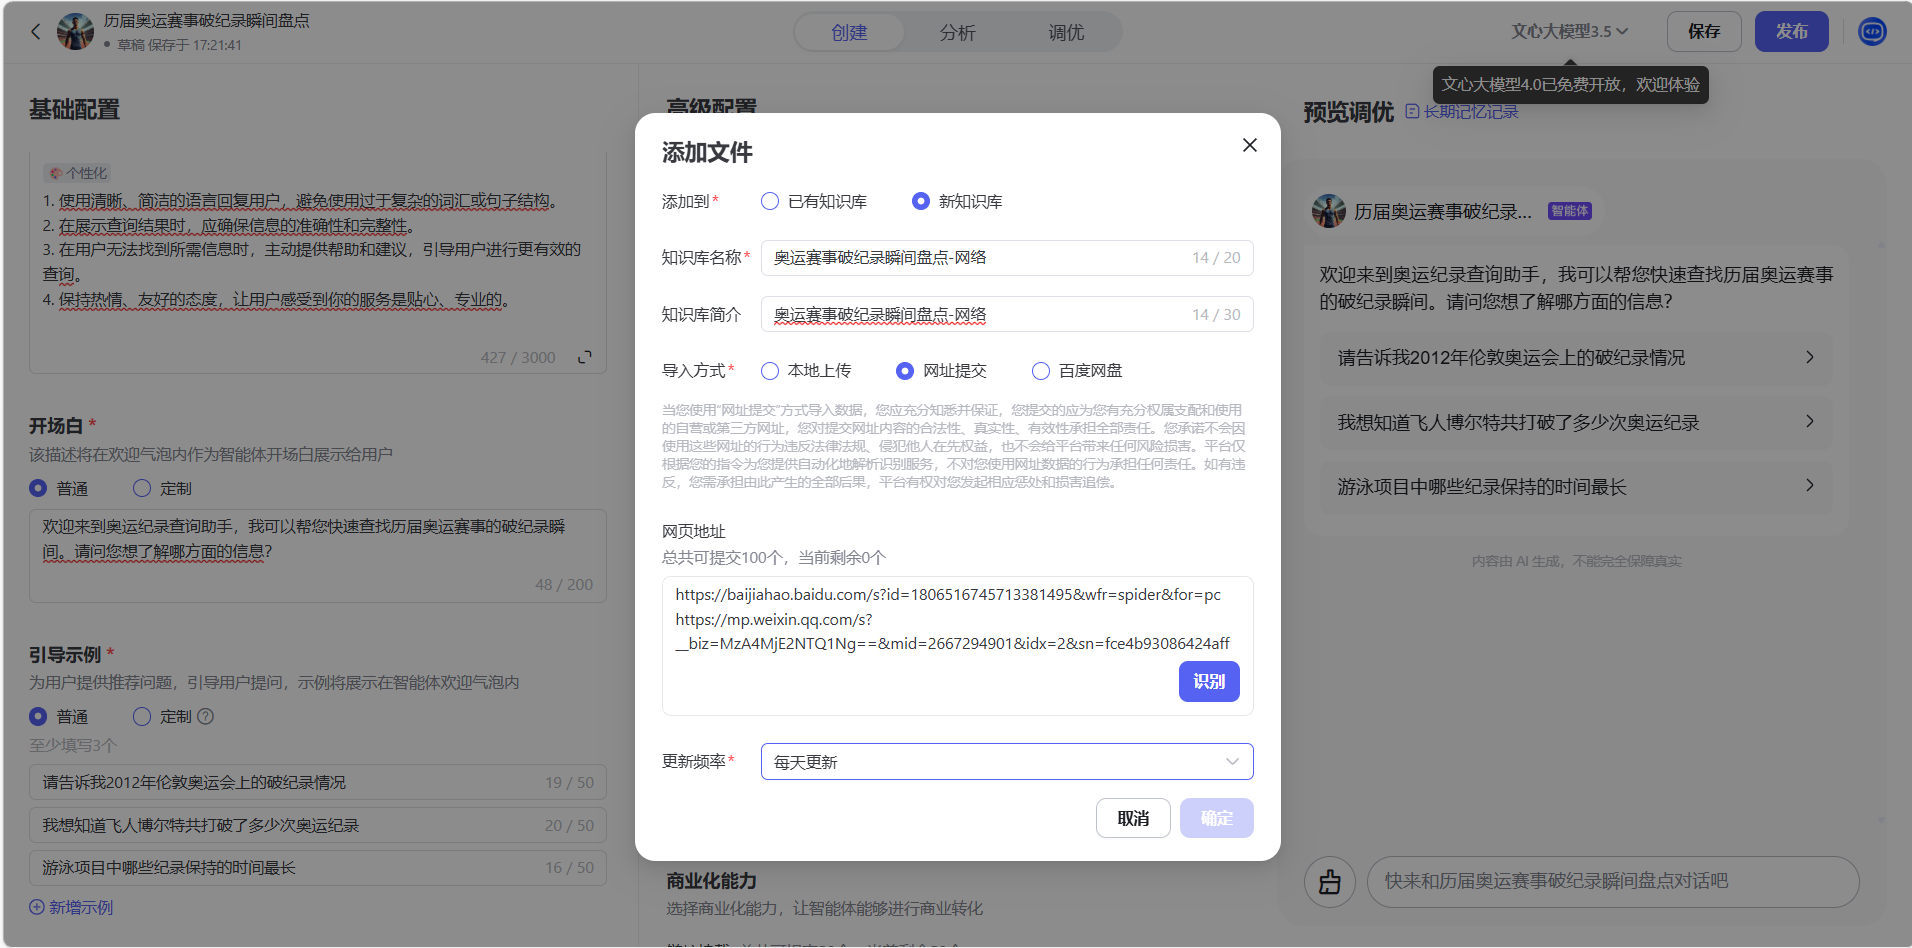 历届奥运赛事破纪录瞬间盘点
草稿 保存于 17:21:41
创建
分析
调优
文心大模型3.5
保存
发布
文心大模型4.0已免费开放，欢迎体验
基础配置
个性化
1. 使用清晰、简洁的语言回复用户，避免使用过于复杂的词汇或句子结构。
2. 在展示查询结果时，应确保信息的准确性和完整性。
3. 在用户无法找到所需信息时，主动提供帮助和建议，引导用户进行更有效的
查询。
4. 保持热情、友好的态度，让用户感受到你的服务是贴心、专业的。
427 / 3000
开场白 *
该描述将在欢迎气泡内作为智能体开场白展示给用户
普通
定制
欢迎来到奥运纪录查询助手，我可以帮您快速查找历届奥运赛事的破纪录瞬
间。请问您想了解哪方面的信息？
48 / 200
引导示例 *
为用户提供推荐问题，引导用户提问，示例将展示在智能体欢迎气泡内
普通
定制
至少填写3个
请告诉我2012年伦敦奥运会上的破纪录情况 19 / 50
我想知道飞人博尔特共打破了多少次奥运纪录 20 / 50
游泳项目中哪些纪录保持的时间最长 16 / 50
新增示例
高级配置
添加文件
添加到*
已有知识库
新知识库
知识库名称* 奥运赛事破纪录瞬间盘点-网络 14 / 20
知识库简介 奥运赛事破纪录瞬间盘点-网络 14 / 30
导入方式*
本地上传
网址提交
百度网盘
当您使用“网址提交”方式导入数据，您应充分知悉并保证，您提交的应为您有充分权属支配和使用
的自营或第三方网址，您对提交网址内容的合法性、真实性、有效性承担全部责任。您承诺不会因
使用这些网址的行为违反法律法规、侵犯他人在先权益，也不会给平台带来任何风险损害。平台仅
根据您的指令为您提供自动化地解析识别服务，不对您使用网址数据的行为承担任何责任。如有违
反，您需承担由此产生的全部后果，平台有权对您发起相应惩处和损害追偿。
网页地址
总共可提交100个，当前剩余0个
https://baijiahao.baidu.com/s?id=1806516745713381495&wfr=spider&for=pc
https://mp.weixin.qq.com/s?
__biz=MzA4MjE2NTQ1Ng==&mid=2667294901&idx=2&sn=fce4b93086424aff
识别
更新频率* 每天更新
取消
确定
商业化能力
选择商业化能力，让智能体能够进行商业转化
预览调优
长期记忆记录
历届奥运赛事破纪录... 智能体
欢迎来到奥运纪录查询助手，我可以帮您快速查找历届奥运赛事
的破纪录瞬间。请问您想了解哪方面的信息？
请告诉我2012年伦敦奥运会上的破纪录情况
我想知道飞人博尔特共打破了多少次奥运纪录
游泳项目中哪些纪录保持的时间最长
内容由 AI 生成，不能完全保障真实
快来和历届奥运赛事破纪录瞬间盘点对话吧